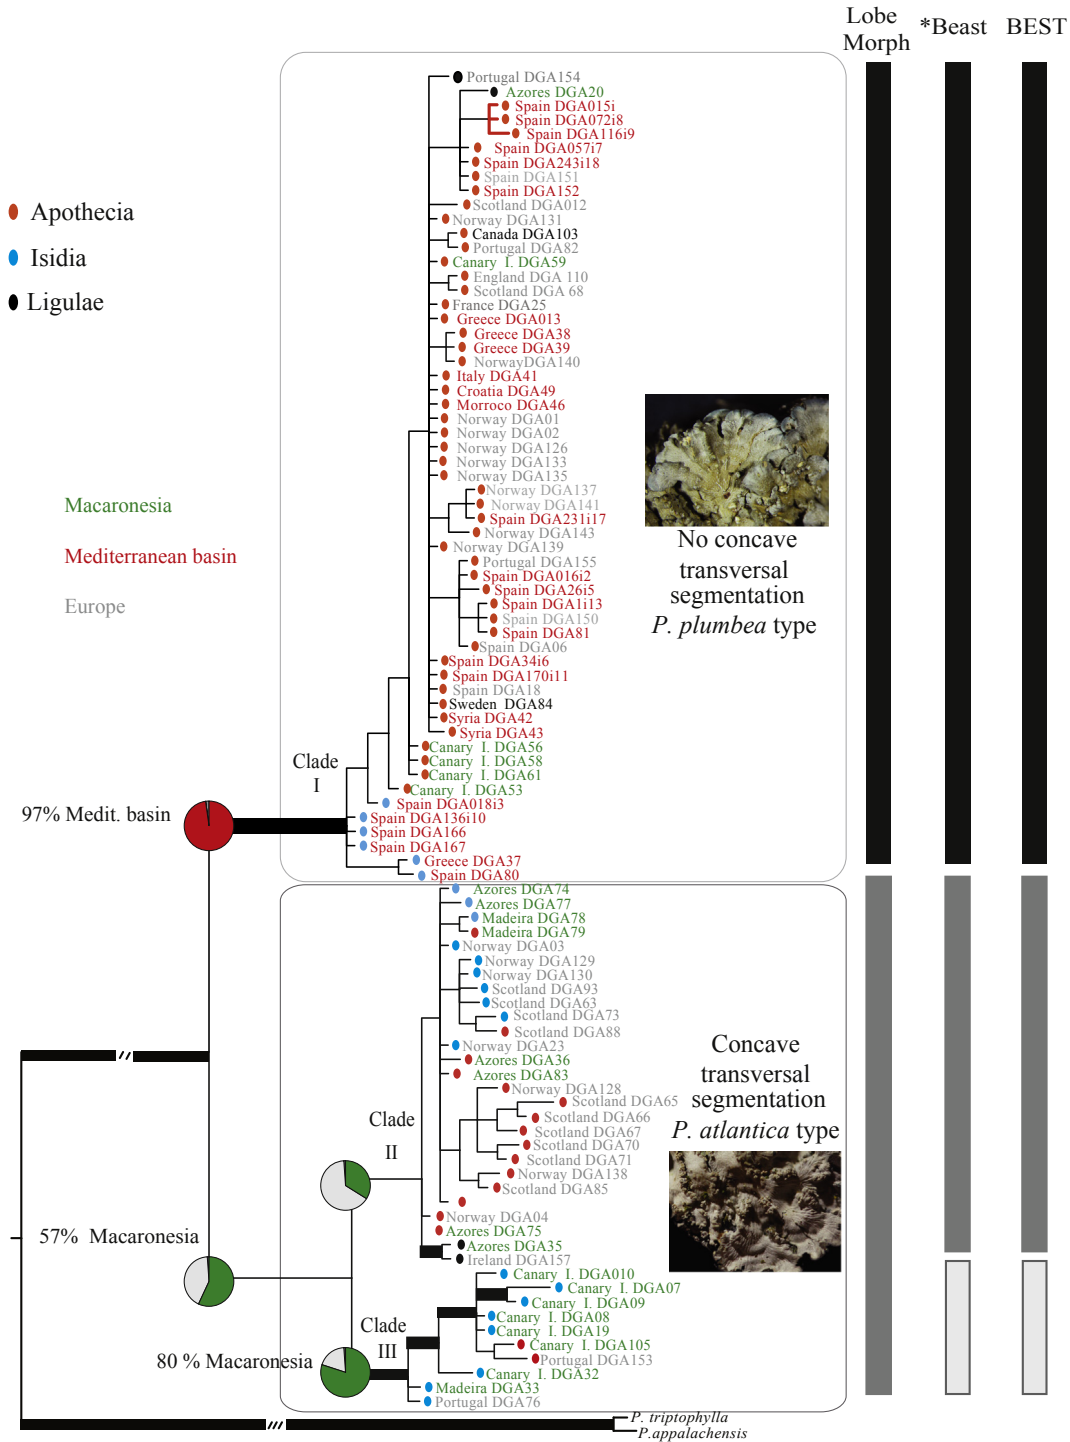 Lobe
Morph
*Beast
BEST
Apothecia
Isidia
Ligulae
Macaronesia
Mediterranean basin
Europe
Portugal DGA154
Azores DGA20
Spain DGA015i
Spain DGA072i8
Spain DGA116i9
Spain DGA057i7
Spain DGA243i18
Spain DGA151
Spain DGA152
Scotland DGA012
Norway DGA131
Canada DGA103
Portugal DGA82
Canary I. DGA59
England DGA 110
Scotland DGA 68
France DGA25
Greece DGA013
Greece DGA38
Greece DGA39
NorwayDGA140
Italy DGA41
Croatia DGA49
Morroco DGA46
Norway DGA01
Norway DGA02
Norway DGA126
Norway DGA133
Norway DGA135
Norway DGA137
Norway DGA141
Spain DGA231i17
Norway DGA143
Norway DGA139
Portugal DGA155
Spain DGA016i2
Spain DGA26i5
Spain DGA1i13
Spain DGA150
Spain DGA81
Spain DGA06
Spain DGA34i6
Spain DGA170i11
Spain DGA18
Sweden DGA84
Syria DGA42
Syria DGA43
Canary I. DGA56
Canary I. DGA58
Canary I. DGA61
Canary I. DGA53
Spain DGA018i3
Spain DGA136i10
Spain DGA166
Spain DGA167
Greece DGA37
Spain DGA80
No concave
transversal
segmentation
P. plumbea type
Clade
I
97% Medit. basin
Azores DGA74
Azores DGA77
Madeira DGA78
Madeira DGA79
Norway DGA03
Norway DGA129
Norway DGA130
Scotland DGA93
Scotland DGA63
Scotland DGA73
Scotland DGA88
Norway DGA23
Azores DGA36
Azores DGA83
Norway DGA128
Scotland DGA65
Scotland DGA66
Scotland DGA67
Scotland DGA70
Scotland DGA71
Norway DGA138
Scotland DGA85
Norway DGA04
Azores DGA75
Azores DGA35
Ireland DGA157
Concave
transversal
segmentation
P. atlantica type
Clade
II
57% Macaronesia
Canary I. DGA010
Canary I. DGA07
Canary I. DGA09
Canary I. DGA08
Canary I. DGA19
Canary I. DGA105
Portugal DGA153
Canary I. DGA32
Madeira DGA33
Portugal DGA76
Clade
III
80 % Macaronesia
P. triptophylla
P.appalachensis